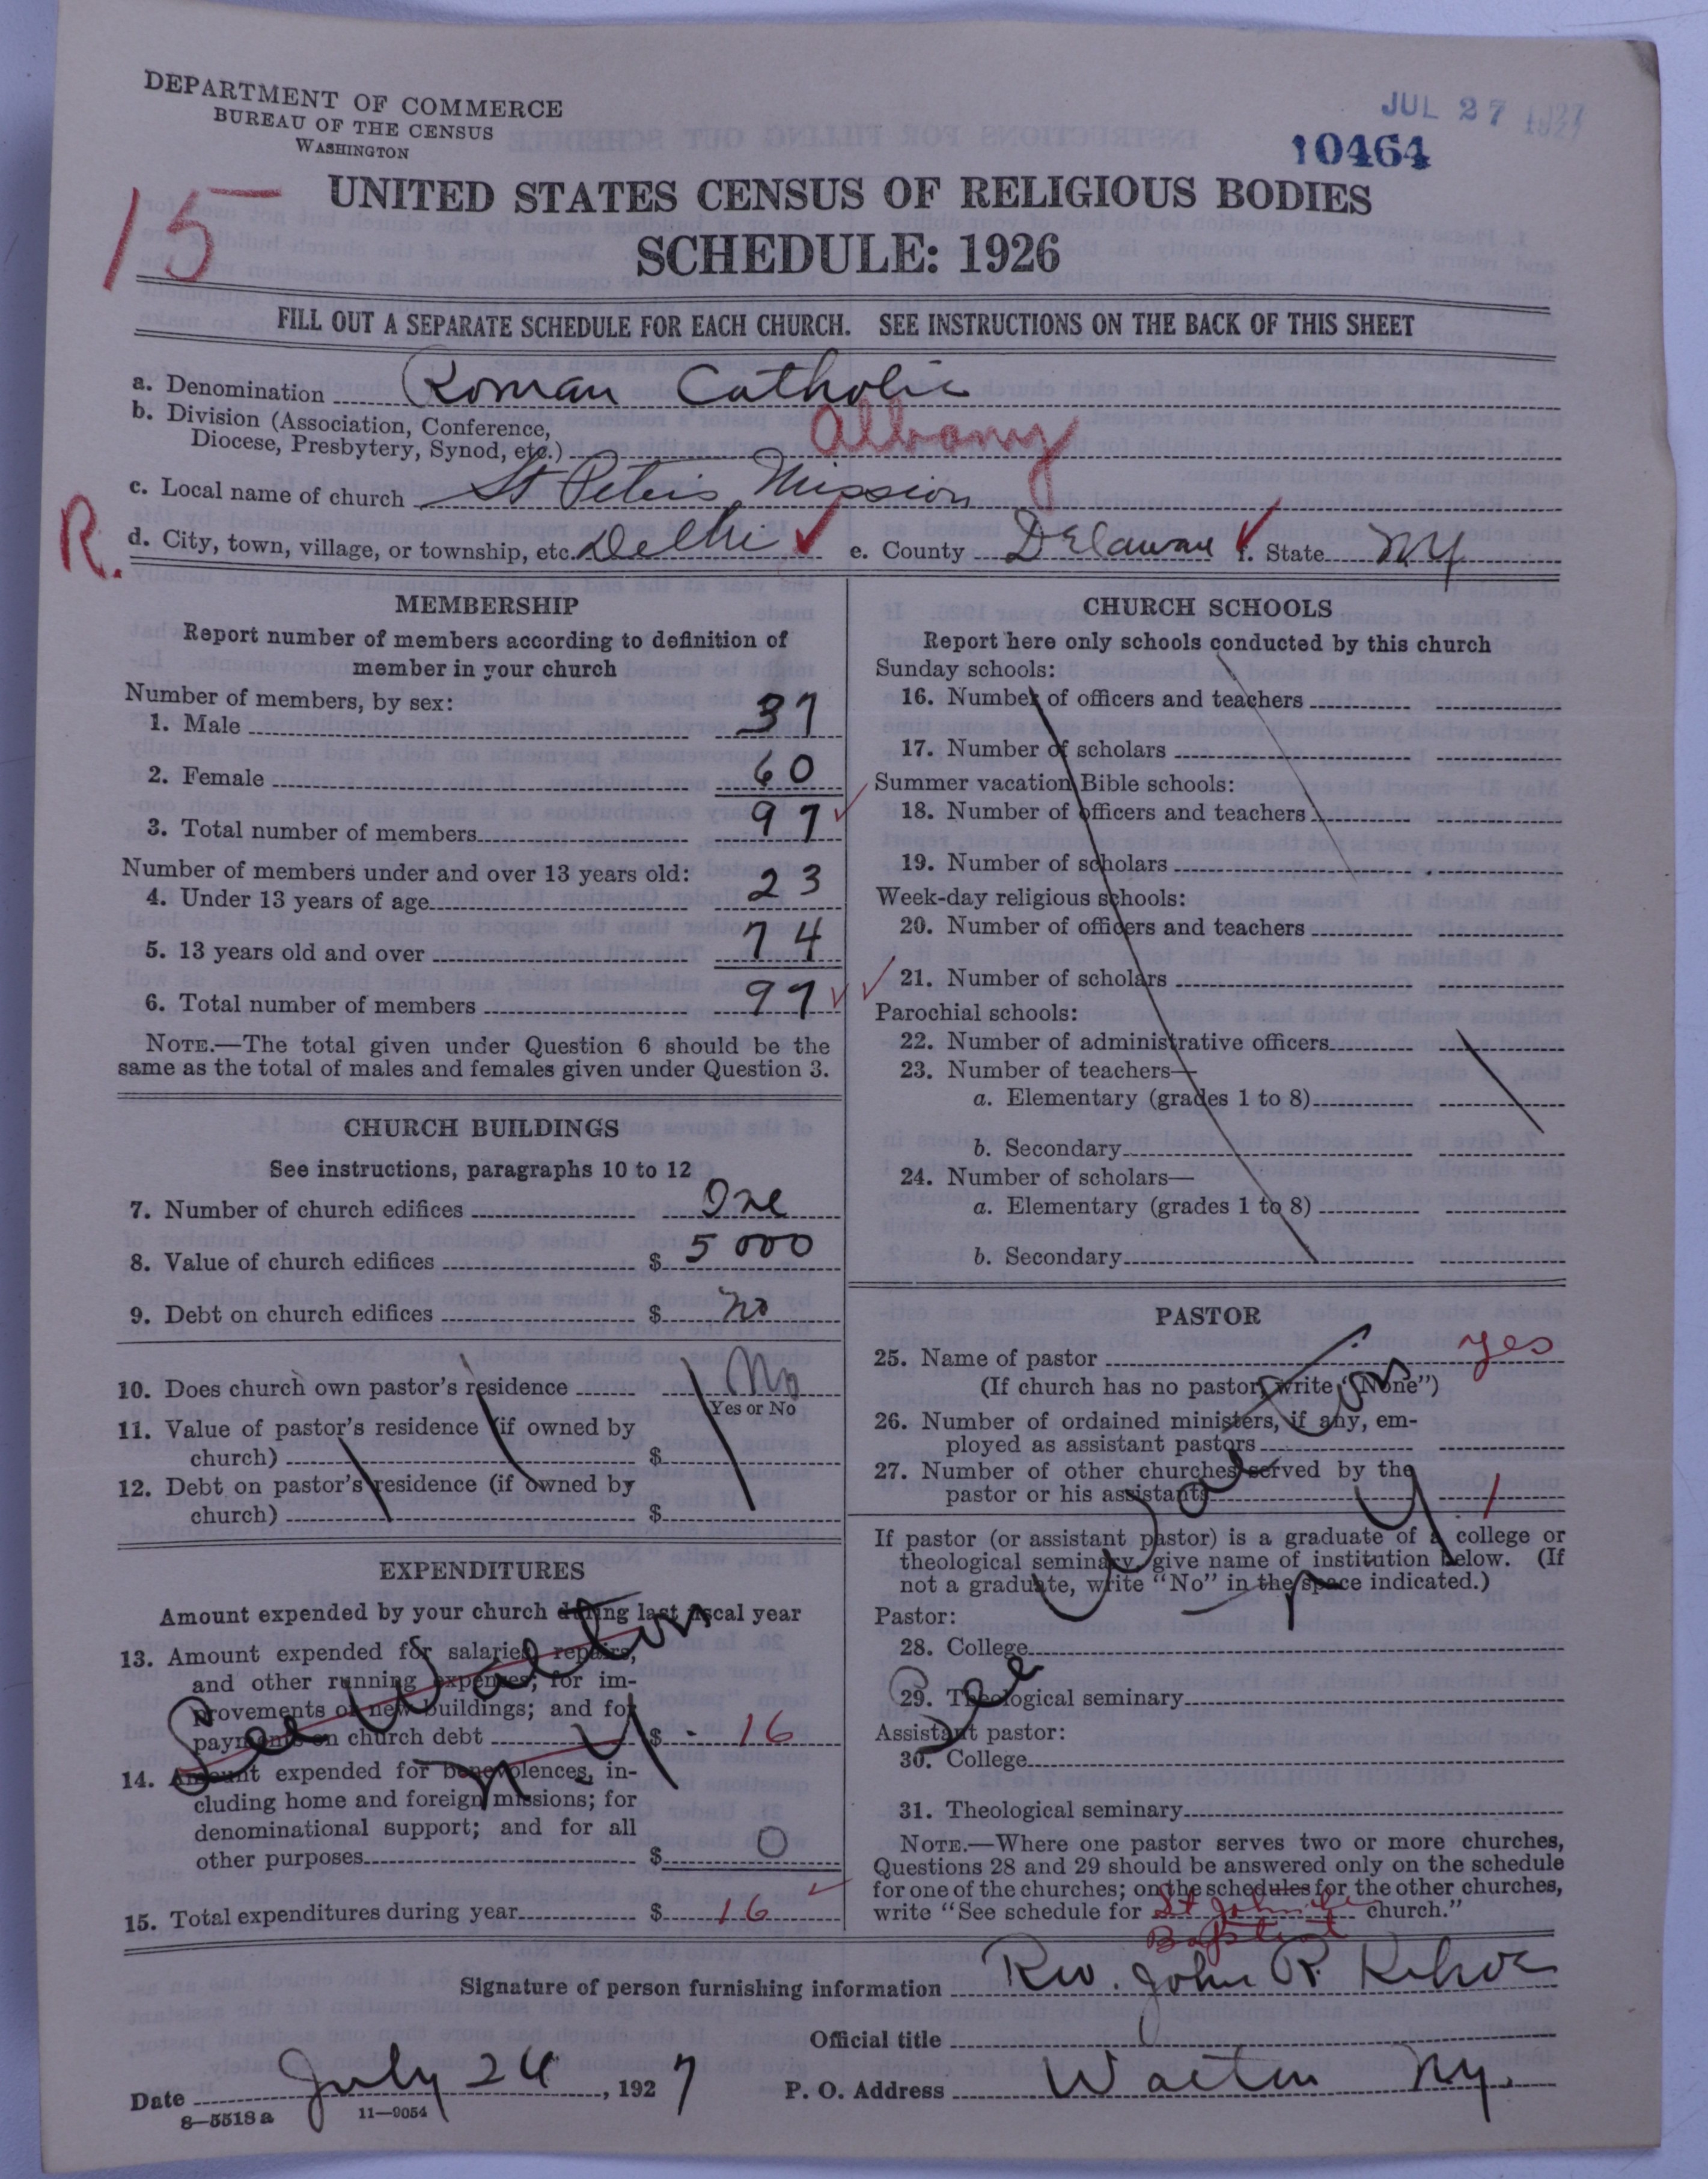 DEPARTMENT OF COMMERCE
BUREAU OF THE CENSUS
WASHINGTON
JUL 27 1927
10464
15
UNITED STATES CENSUS OF RELIGIOUS BODIES
SCHEDULE: 1926
FILL OUT A SEPARATE SCHEDULE FOR EACH CHURCH. SEE INSTRUCTIONS ON THE BACK OF THIS SHEET
a. Denomination Roman Catholic
b. Division (Association, Conference,
Diocese, Presbytery, Synod, etc.) Albany
c. Local name of church St Peters Mission
R.
d. City, town, village, or township, etc. Delhi ✓ e. County Delaware ✓ f. State NY
MEMBERSHIP
Report number of members according to definition of
member in your church
Number of members, by sex:
1. Male 37
2. Female 60
3. Total number of members 97 ✓
Number of members under and over 13 years old:
4. Under 13 years of age 23
5. 13 years old and over 74
6. Total number of members 97 ✓ ✓
NOTE.—The total given under Question 6 should be the
same as the total of males and females given under Question 3.
CHURCH BUILDINGS
See instructions, paragraphs 10 to 12
7. Number of church edifices One
8. Value of church edifices $ 5000
9. Debt on church edifices $ no
10. Does church own pastor's residence No
Yes or No
11. Value of pastor's residence (if owned by
church) $
12. Debt on pastor's residence (if owned by
church) $
EXPENDITURES
Amount expended by your church during last fiscal year
13. Amount expended for salaries, repairs,
and other running expenses; for im-
provements or new buildings; and for
payments on church debt $ 16
See Walton
N.Y.
14. Amount expended for benevolences, in-
cluding home and foreign missions; for
denominational support; and for all
other purposes $ 0
15. Total expenditures during year $ 16 ✓
CHURCH SCHOOLS
Report here only schools conducted by this church
Sunday schools:
16. Number of officers and teachers
17. Number of scholars
Summer vacation Bible schools:
18. Number of officers and teachers
19. Number of scholars
Week-day religious schools:
20. Number of officers and teachers
21. Number of scholars
Parochial schools:
22. Number of administrative officers
23. Number of teachers—
a. Elementary (grades 1 to 8)
b. Secondary
24. Number of scholars—
a. Elementary (grades 1 to 8)
b. Secondary
PASTOR
25. Name of pastor yes
(If church has no pastor, write "None")
26. Number of ordained ministers, if any, em-
ployed as assistant pastors
27. Number of other churches served by the
pastor or his assistants 1
See Walton
N.Y.
If pastor (or assistant pastor) is a graduate of a college or
theological seminary, give name of institution below. (If
not a graduate, write "No" in the space indicated.)
Pastor:
28. College
29. Theological seminary
Assistant pastor:
30. College
31. Theological seminary
NOTE.—Where one pastor serves two or more churches,
Questions 28 and 29 should be answered only on the schedule
for one of the churches; on the schedules for the other churches,
write "See schedule for St John the church."
Baptist
Signature of person furnishing information Rev. John R. Kehoe
Official title
Date July 24, 1927 P. O. Address Walton N.Y.
8—5518 a 11—9054